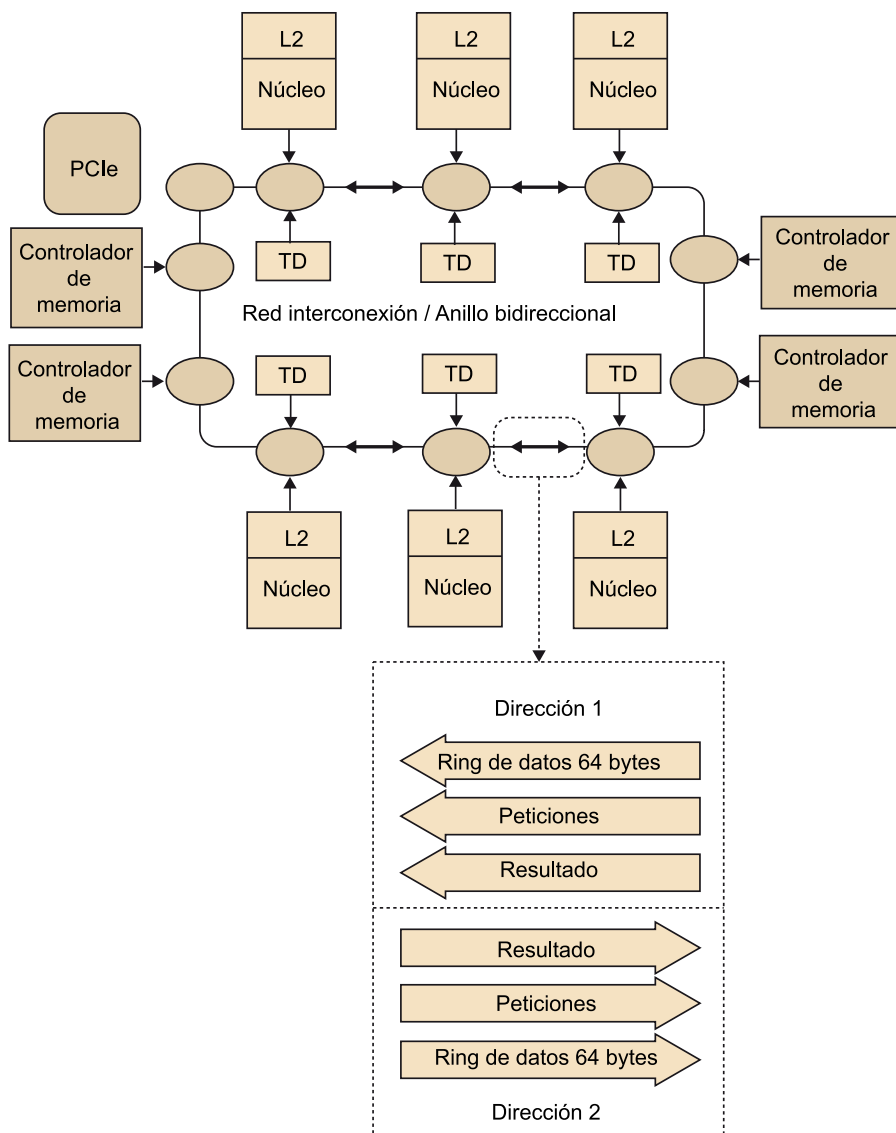 L2
L2
L2
Núcleo
Núcleo
Núcleo
PCIe
Controlador
de
memoria
TD
TD
TD
Controlador
de
memoria
Red interconexión / Anillo bidireccional
Controlador
de
memoria
TD
TD
TD
Controlador
de
memoria
L2
L2
L2
Núcleo
Núcleo
Núcleo
Dirección 1
Ring de datos 64 bytes
Peticiones
Resultado
Resultado
Peticiones
Ring de datos 64 bytes
Dirección 2